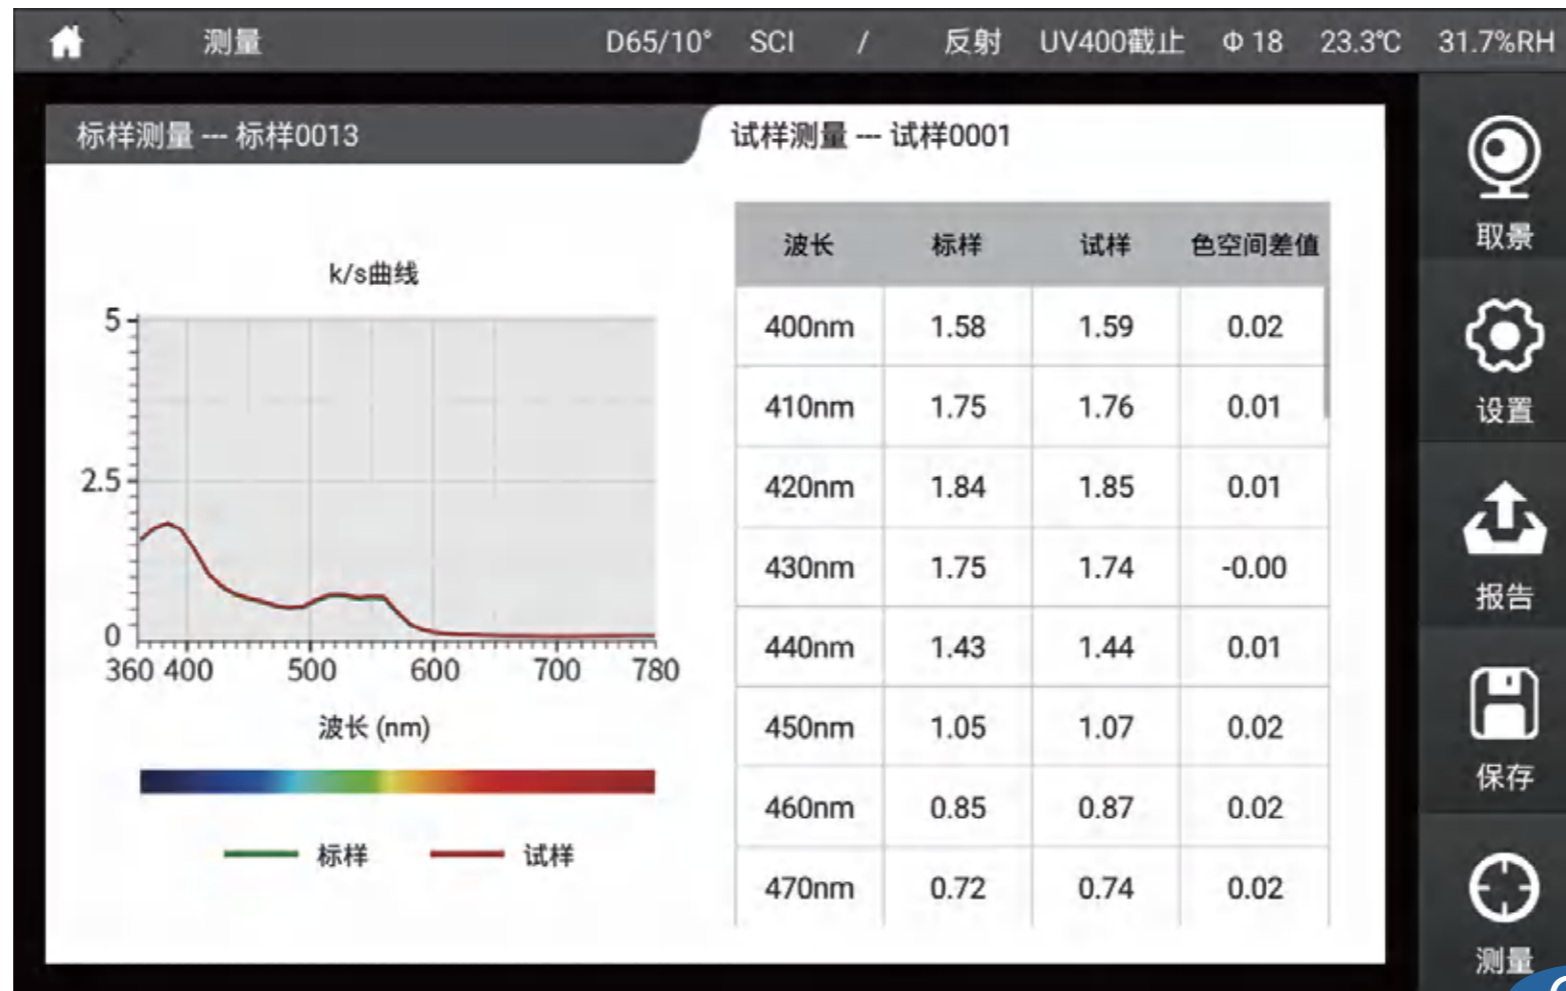 测量 D65/10° SCI / 反射 UV400截止 Φ 18 23.3℃ 31.7%RH
标样测量 --- 标样0013
试样测量 --- 试样0001
k/s曲线
5
2.5
0
360 400 500 600 700 780
波长 (nm)
标样 试样
波长 标样 试样 色空间差值
400nm 1.58 1.59 0.02
410nm 1.75 1.76 0.01
420nm 1.84 1.85 0.01
430nm 1.75 1.74 -0.00
440nm 1.43 1.44 0.01
450nm 1.05 1.07 0.02
460nm 0.85 0.87 0.02
470nm 0.72 0.74 0.02
取景
设置
报告
保存
测量